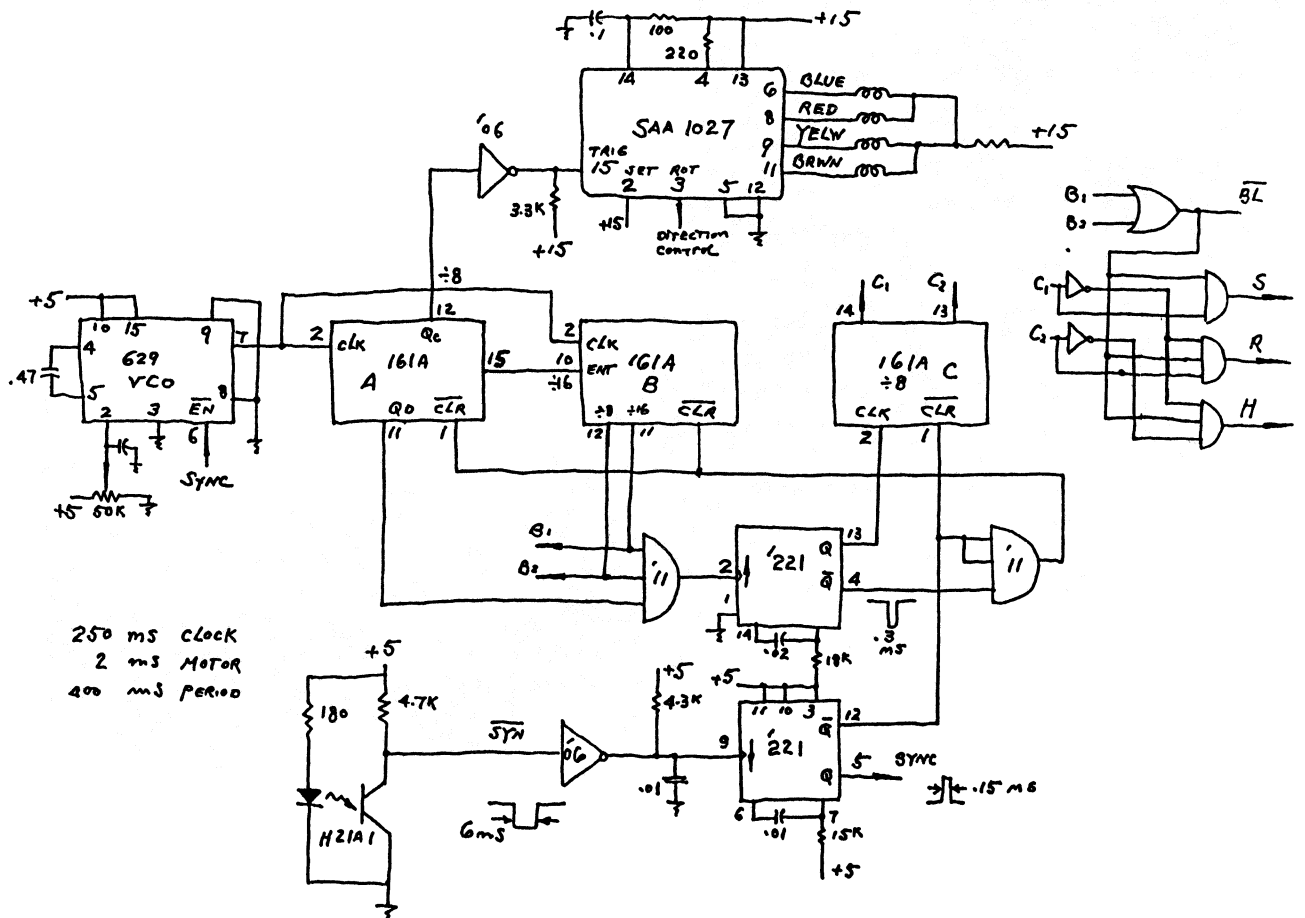 .1
100
220
+15
14
4
13
SAA 1027
6
BLUE
8
RED
9
YELW
11
BRWN
+15
TRIG
15
SET
2
ROT
3
5
12
'06
3.3K
+15
+15
DIRECTION
CONTROL
B1
B2
BL
C1
C2
S
R
H
+5
10
15
9
7
4
629
VCO
5
8
2
3
EN
6
.47
SYNC
+5
50K
÷8
12
2
CLK
QC
161A
A
15
QD
CLR
11
1
2
CLK
10
ENT
÷16
161A
B
÷8
÷16
CLR
12
11
C1
C2
14
13
161A
÷8
C
CLK
CLR
2
1
B1
B2
'11
2
1
'221
Q
13
Q
4
14
.02
18K
.3
MS
'11
250 MS CLOCK
2 MS MOTOR
400 MS PERIOD
+5
180
4.7K
H21A1
SYN
6MS
'06
+5
4.3K
.01
+5
11
10
3
9
'221
Q
12
Q
5
SYNC
.15 MS
6
.01
7
15K
+5